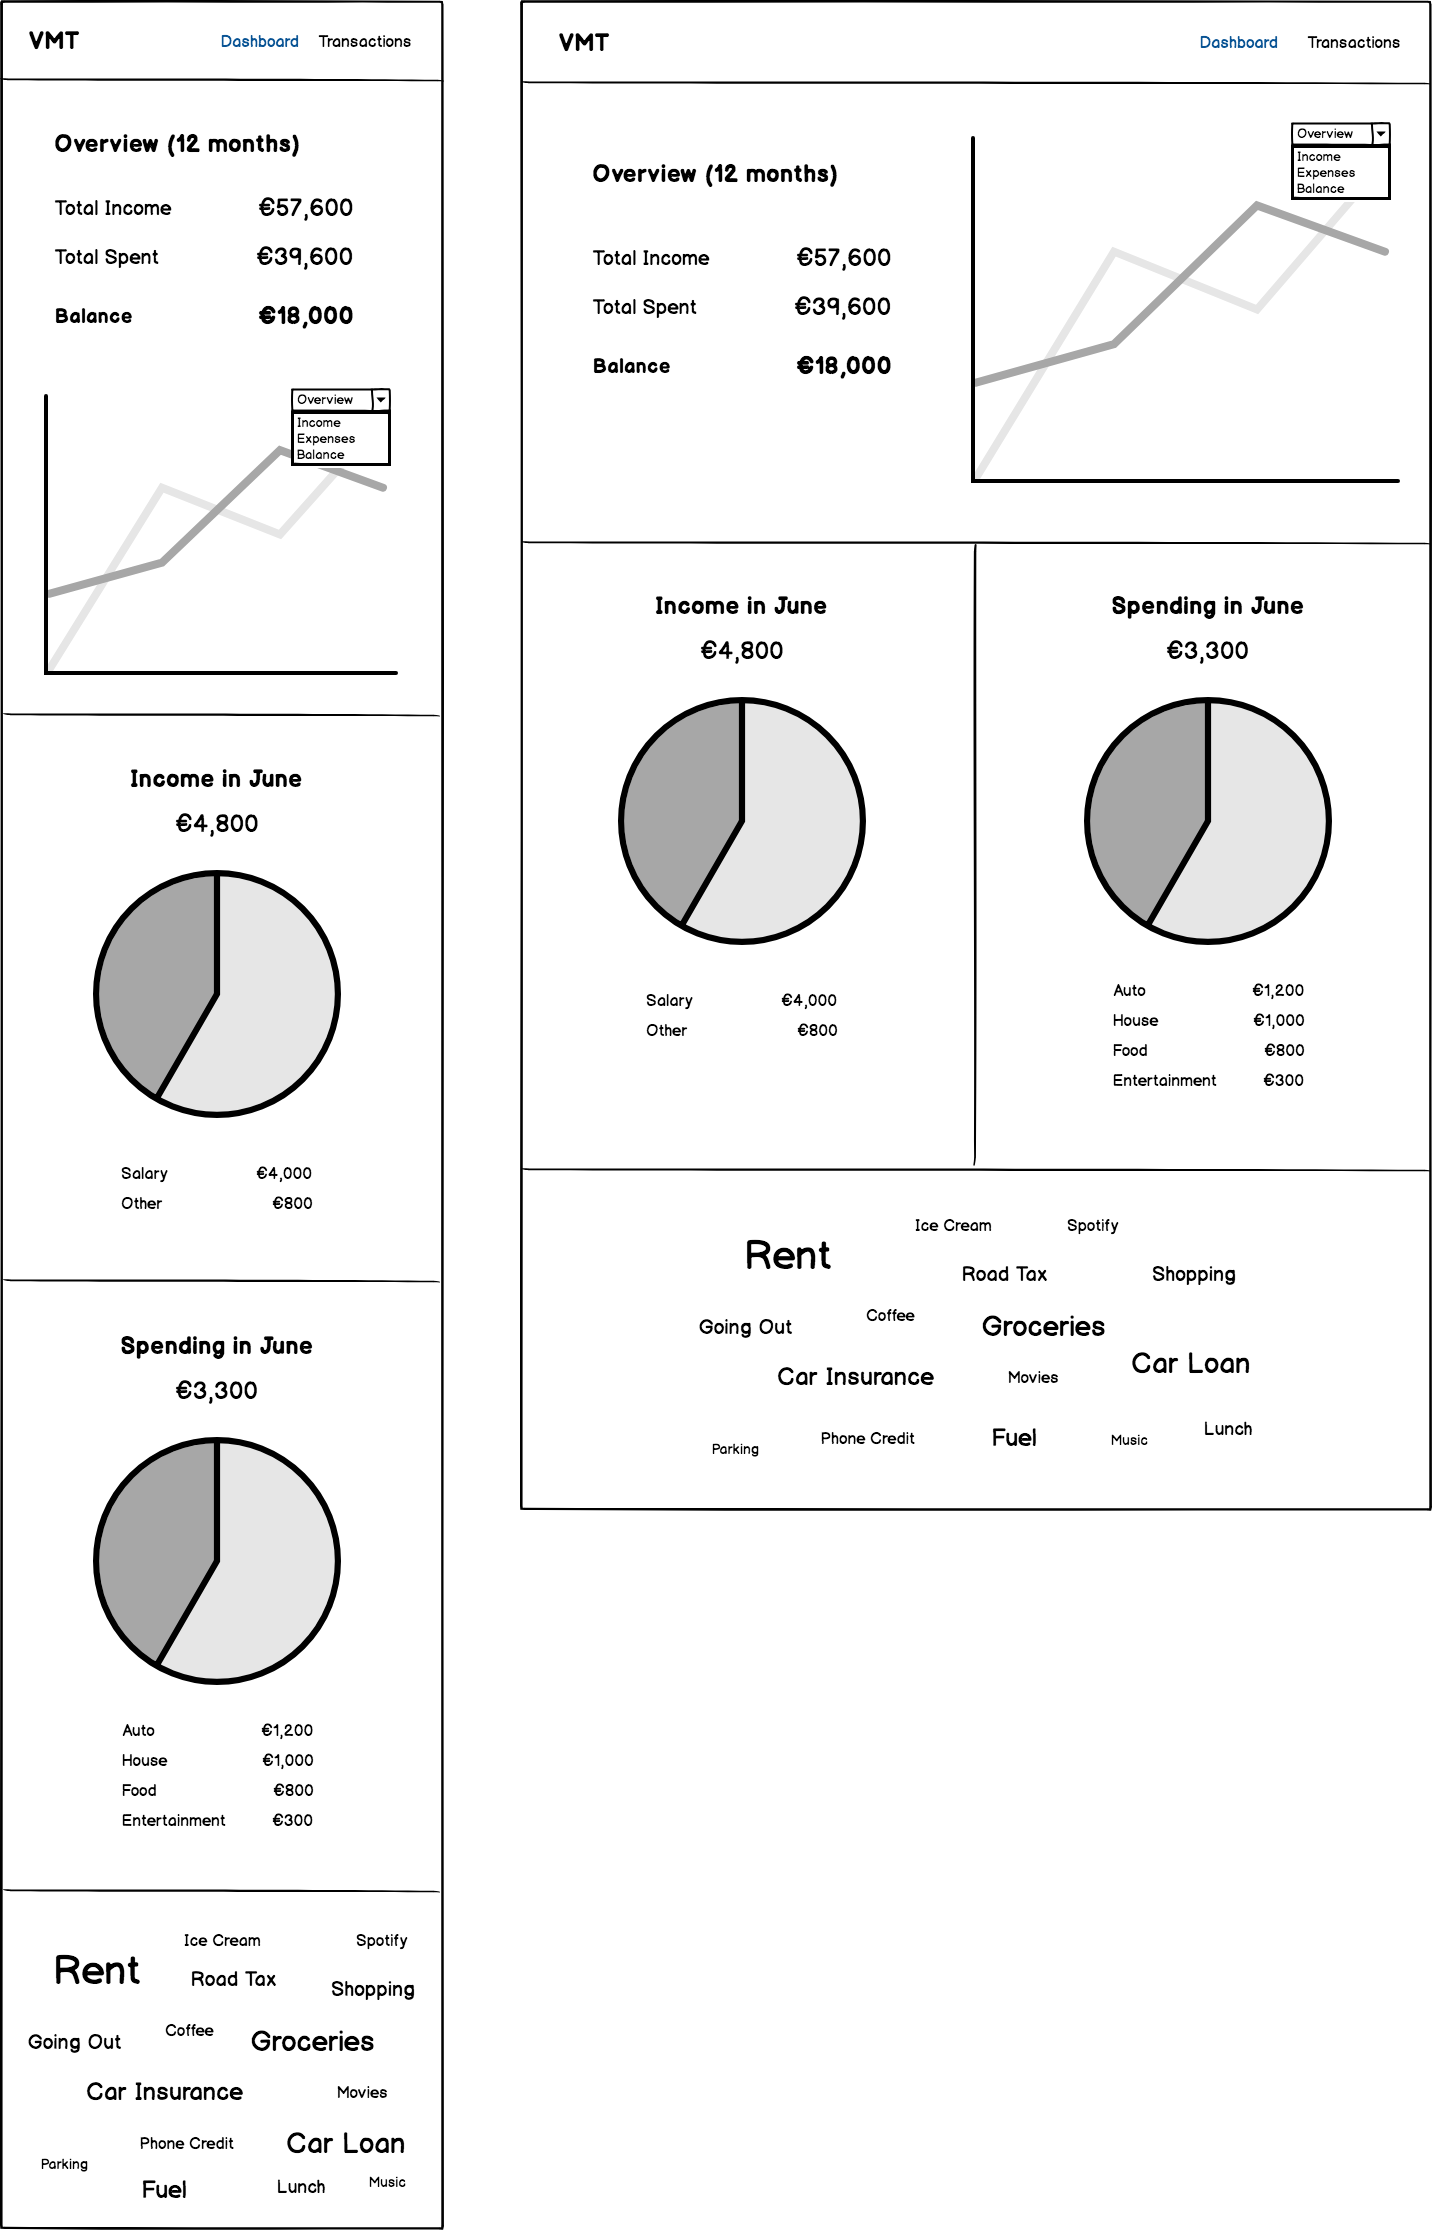 VMT Dashboard Transactions
Overview (12 months)
Total Income €57,600
Total Spent €39,600
Balance €18,000
Overview
Income
Expenses
Balance
Income in June
€4,800
Salary €4,000
Other €800
Spending in June
€3,300
Auto €1,200
House €1,000
Food €800
Entertainment €300
Ice Cream Spotify
Rent Road Tax Shopping
Going Out Coffee Groceries
Car Insurance Movies
Phone Credit Car Loan
Parking
Fuel Lunch Music
VMT Dashboard Transactions
Overview (12 months)
Total Income €57,600
Total Spent €39,600
Balance €18,000
Overview
Income
Expenses
Balance
Income in June
€4,800
Salary €4,000
Other €800
Spending in June
€3,300
Auto €1,200
House €1,000
Food €800
Entertainment €300
Ice Cream Spotify
Rent Road Tax Shopping
Going Out Coffee Groceries
Car Insurance Movies Car Loan
Parking Phone Credit Fuel Music Lunch